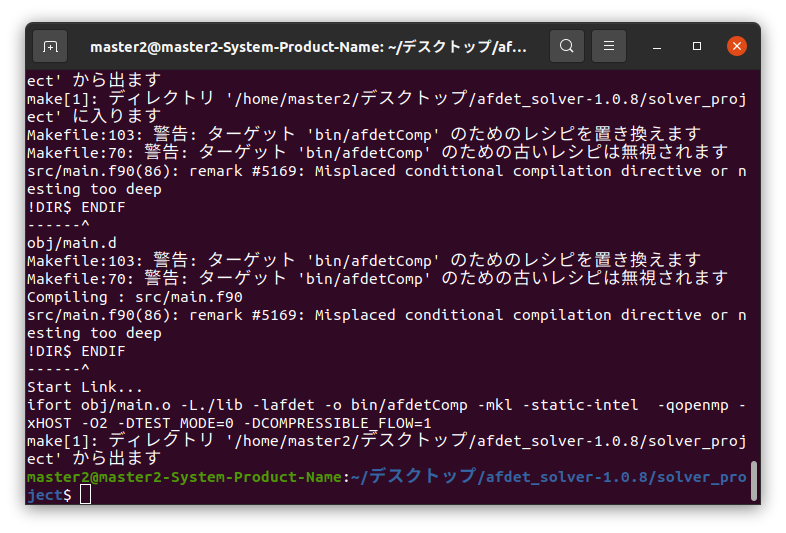 master2@master2-System-Product-Name: ~/デスクトップ/af…
ect' から出ます
make[1]: ディレクトリ '/home/master2/デスクトップ/afdet_solver-1.0.8/solver_proj
ect' に入ります
Makefile:103: 警告: ターゲット 'bin/afdetComp' のためのレシピを置き換えます
Makefile:70: 警告: ターゲット 'bin/afdetComp' のための古いレシピは無視されます
src/main.f90(86): remark #5169: Misplaced conditional compilation directive or n
esting too deep
!DIR$ ENDIF
------^
obj/main.d
Makefile:103: 警告: ターゲット 'bin/afdetComp' のためのレシピを置き換えます
Makefile:70: 警告: ターゲット 'bin/afdetComp' のための古いレシピは無視されます
Compiling : src/main.f90
src/main.f90(86): remark #5169: Misplaced conditional compilation directive or n
esting too deep
!DIR$ ENDIF
------^
Start Link...
ifort obj/main.o -L./lib -lafdet -o bin/afdetComp -mkl -static-intel  -qopenmp -
xHOST -O2 -DTEST_MODE=0 -DCOMPRESSIBLE_FLOW=1
make[1]: ディレクトリ '/home/master2/デスクトップ/afdet_solver-1.0.8/solver_proj
ect' から出ます
master2@master2-System-Product-Name:~/デスクトップ/afdet_solver-1.0.8/solver_pro
ject$